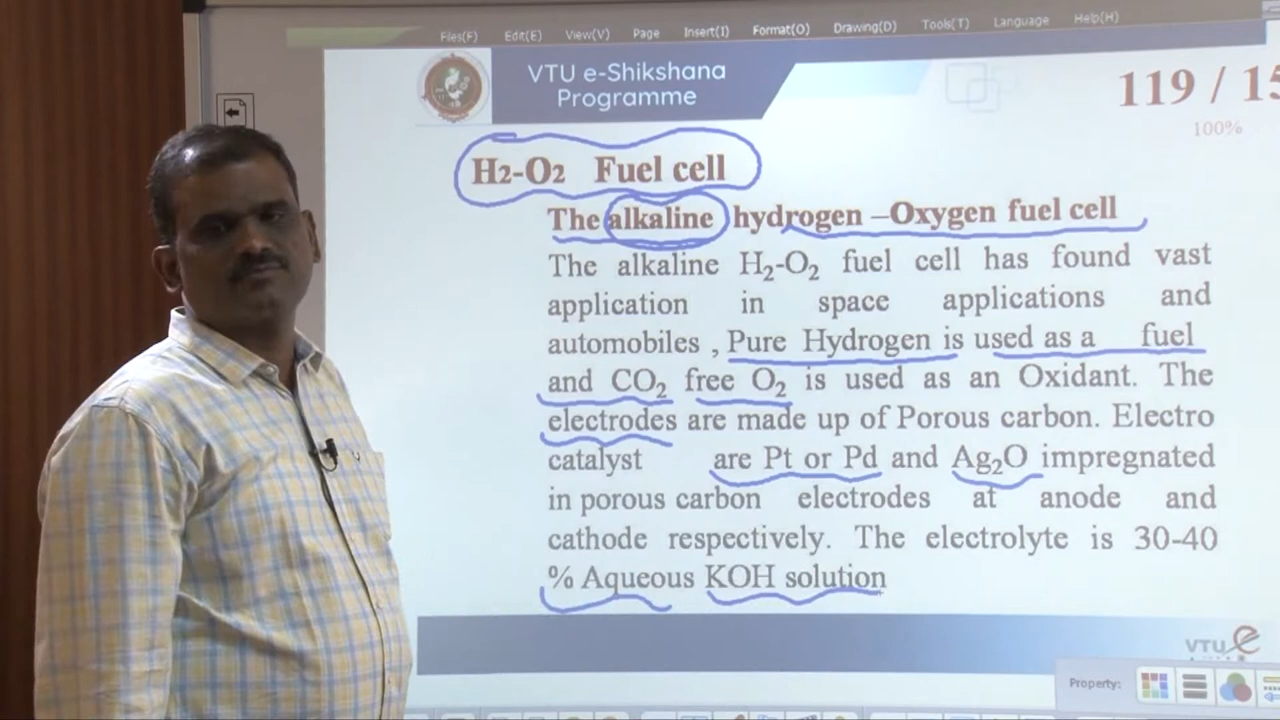 Files(F) Edit(E) View(V) Page Insert(I) Format(O) Drawing(D) Tools(T) Language Help(H)
VTU e-Shikshana
Programme
119 / 15
100%
H2-O2 Fuel cell
The alkaline hydrogen –Oxygen fuel cell
The alkaline H₂-O₂ fuel cell has found vast
application in space applications and
automobiles , Pure Hydrogen is used as a fuel
and CO₂ free O₂ is used as an Oxidant. The
electrodes are made up of Porous carbon. Electro
catalyst are Pt or Pd and Ag₂O impregnated
in porous carbon electrodes at anode and
cathode respectively. The electrolyte is 30-40
% Aqueous KOH solution
VTU e
Property: